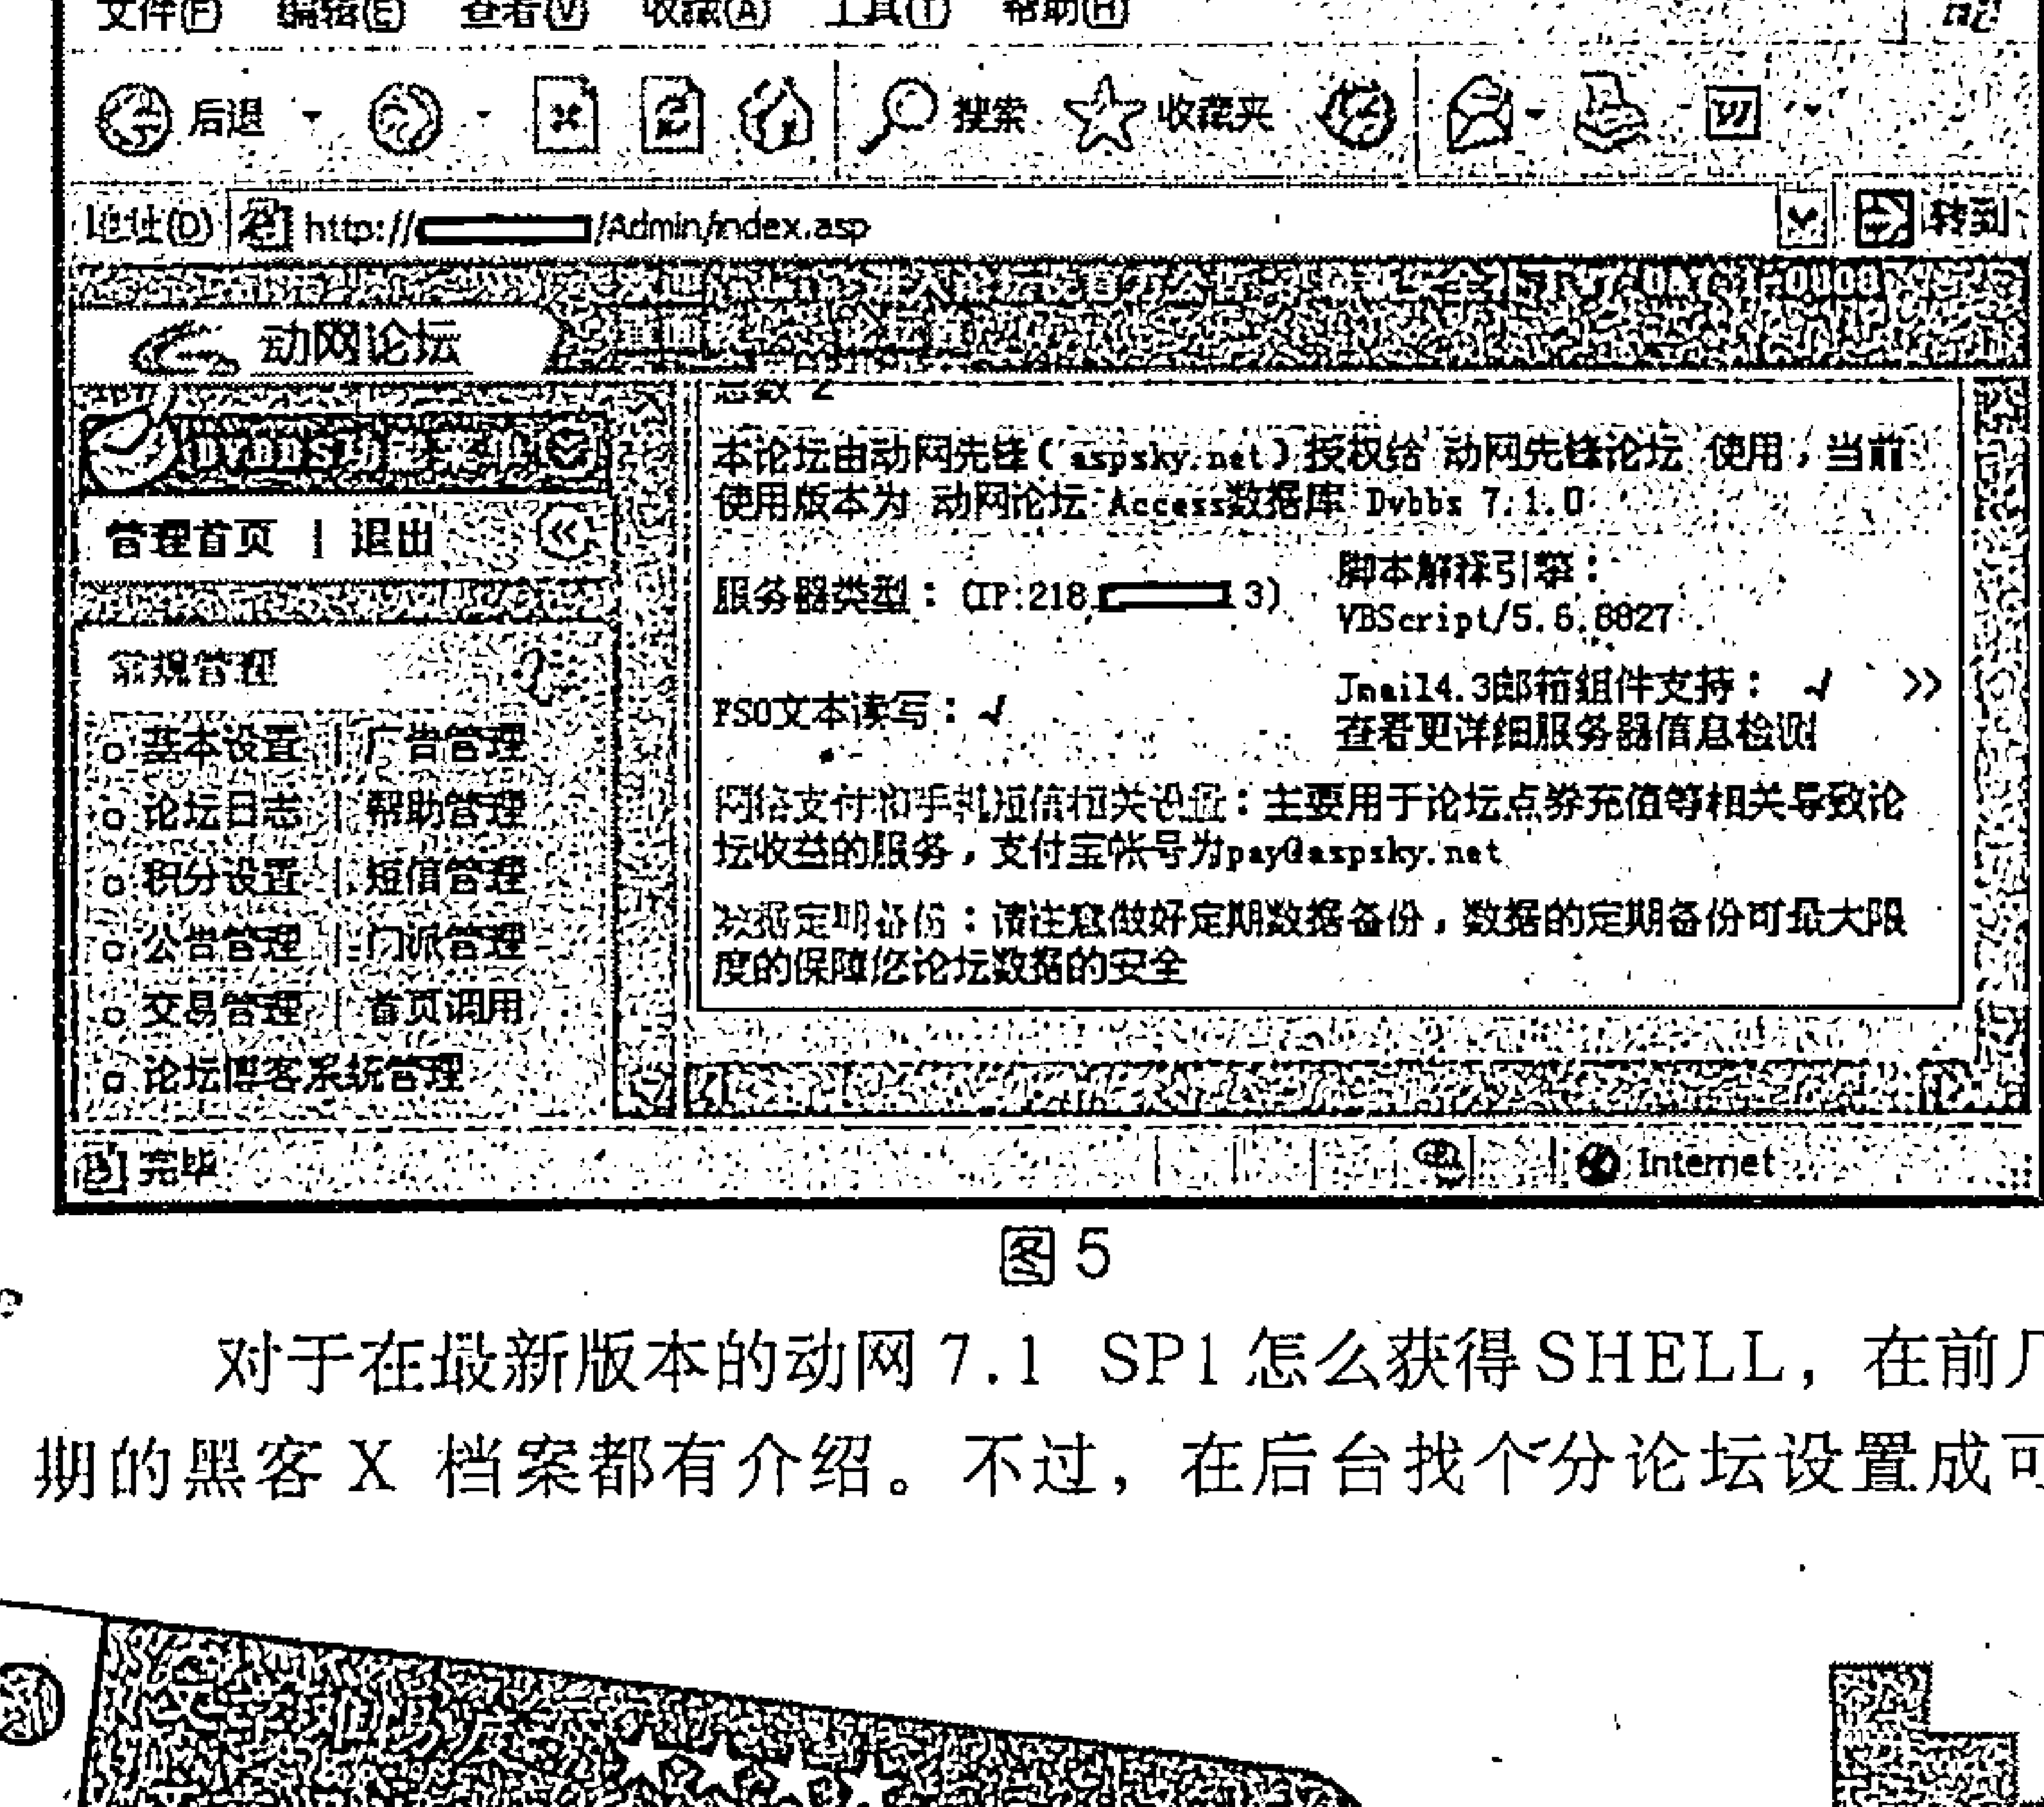 文件(F) 编辑(E) 查看(V) 收藏(A) 工具(T) 帮助(H)
后退 搜索 收藏夹
地址(D) http:// /Admin/index.asp 转到
动网论坛
管理首页 | 退出
常规管理
基本设置 | 广告管理
论坛日志 | 帮助管理
积分设置 | 短信管理
公告管理 | 门派管理
交易管理 | 首页调用
论坛博客系统管理
总数 2
本论坛由动网先锋(aspsky.net)授权给 动网先锋论坛 使用，当前
使用版本为 动网论坛 Access数据库 Dvbbs 7.1.0
服务器类型：(IP:218. 3)
脚本解释引擎：
VBScript/5.6.8827
FSO文本读写：√
Jmail4.3邮箱组件支持：√ >>
查看更详细服务器信息检测
网络支付和手机短信相关设置：主要用于论坛点券充值等相关导致论
坛收益的服务，支付宝帐号为pay@aspsky.net
数据定期备份：请注意做好定期数据备份，数据的定期备份可最大限
度的保障您论坛数据的安全
完毕 Internet
图 5
对于在最新版本的动网 7.1 SP1 怎么获得 SHELL，在前几
期的黑客 X 档案都有介绍。不过，在后台找个分论坛设置成可